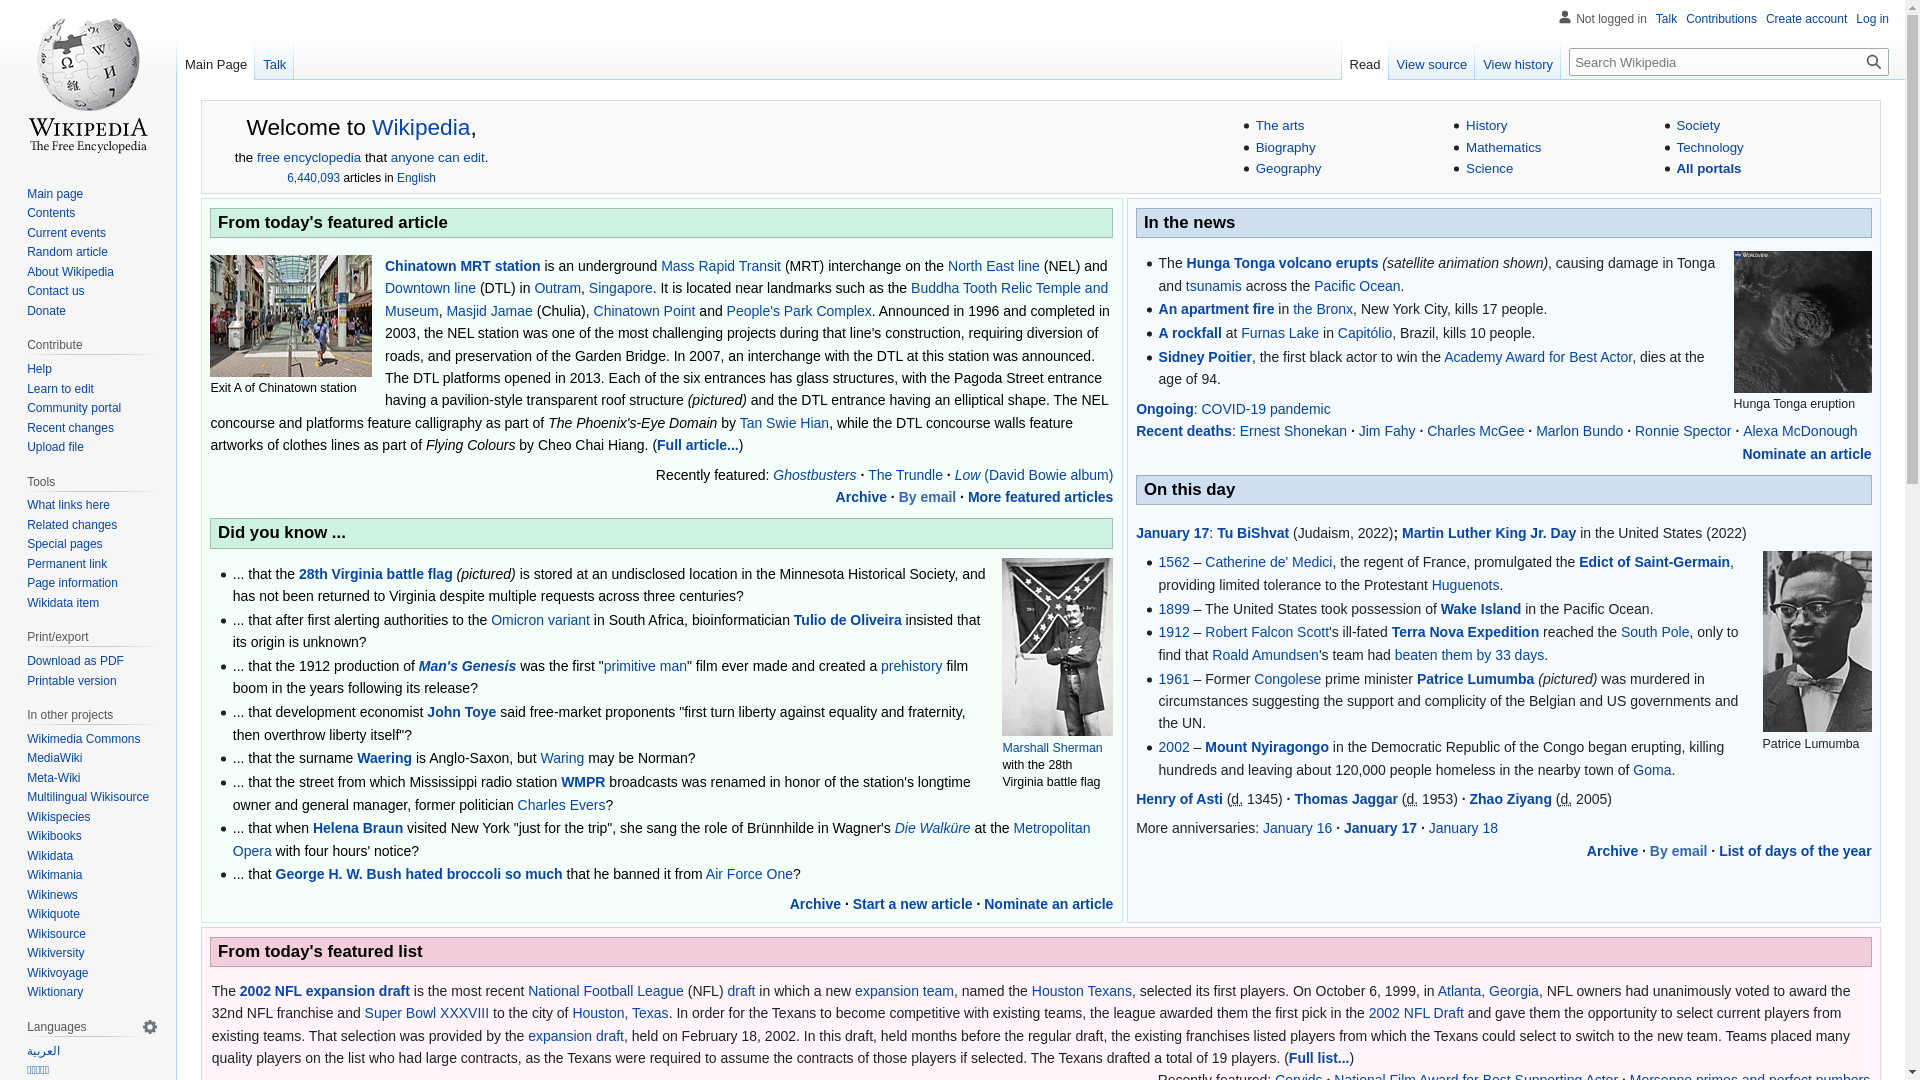 WIKIPEDIA
The Free Encyclopedia
Main page
Contents
Current events
Random article
About Wikipedia
Contact us
Donate
Contribute
Help
Learn to edit
Community portal
Recent changes
Upload file
Tools
What links here
Related changes
Special pages
Permanent link
Page information
Wikidata item
Print/export
Download as PDF
Printable version
In other projects
Wikimedia Commons
MediaWiki
Meta-Wiki
Multilingual Wikisource
Wikispecies
Wikibooks
Wikidata
Wikimania
Wikinews
Wikiquote
Wikisource
Wikiversity
Wikivoyage
Wiktionary
Languages
العربية
Not logged in Talk Contributions Create account Log in
Main Page Talk
Read View source View history Search Wikipedia
Welcome to Wikipedia,
the free encyclopedia that anyone can edit.
6,440,093 articles in English
The arts
Biography
Geography
History
Mathematics
Science
Society
Technology
All portals
From today's featured article
Exit A of Chinatown station
Chinatown MRT station is an underground Mass Rapid Transit (MRT) interchange on the North East line (NEL) and
Downtown line (DTL) in Outram, Singapore. It is located near landmarks such as the Buddha Tooth Relic Temple and
Museum, Masjid Jamae (Chulia), Chinatown Point and People's Park Complex. Announced in 1996 and completed in
2003, the NEL station was one of the most challenging projects during that line's construction, requiring diversion of
roads, and preservation of the Garden Bridge. In 2007, an interchange with the DTL at this station was announced.
The DTL platforms opened in 2013. Each of the six entrances has glass structures, with the Pagoda Street entrance
having a pavilion-style transparent roof structure (pictured) and the DTL entrance having an elliptical shape. The NEL
concourse and platforms feature calligraphy as part of The Phoenix's-Eye Domain by Tan Swie Hian, while the DTL concourse walls feature
artworks of clothes lines as part of Flying Colours by Cheo Chai Hiang. (Full article...)
Recently featured: Ghostbusters · The Trundle · Low (David Bowie album)
Archive · By email · More featured articles
Did you know ...
... that the 28th Virginia battle flag (pictured) is stored at an undisclosed location in the Minnesota Historical Society, and
has not been returned to Virginia despite multiple requests across three centuries?
... that after first alerting authorities to the Omicron variant in South Africa, bioinformatician Tulio de Oliveira insisted that
its origin is unknown?
... that the 1912 production of Man's Genesis was the first "primitive man" film ever made and created a prehistory film
boom in the years following its release?
... that development economist John Toye said free-market proponents "first turn liberty against equality and fraternity,
then overthrow liberty itself"?
... that the surname Waering is Anglo-Saxon, but Waring may be Norman?
... that the street from which Mississippi radio station WMPR broadcasts was renamed in honor of the station's longtime
owner and general manager, former politician Charles Evers?
... that when Helena Braun visited New York "just for the trip", she sang the role of Brünnhilde in Wagner's Die Walküre at the Metropolitan
Opera with four hours' notice?
... that George H. W. Bush hated broccoli so much that he banned it from Air Force One?
Marshall Sherman
with the 28th
Virginia battle flag
Archive · Start a new article · Nominate an article
In the news
The Hunga Tonga volcano erupts (satellite animation shown), causing damage in Tonga
and tsunamis across the Pacific Ocean.
An apartment fire in the Bronx, New York City, kills 17 people.
A rockfall at Furnas Lake in Capitólio, Brazil, kills 10 people.
Sidney Poitier, the first black actor to win the Academy Award for Best Actor, dies at the
age of 94.
Hunga Tonga eruption
Ongoing: COVID-19 pandemic
Recent deaths: Ernest Shonekan · Jim Fahy · Charles McGee · Marlon Bundo · Ronnie Spector · Alexa McDonough
Nominate an article
On this day
January 17: Tu BiShvat (Judaism, 2022); Martin Luther King Jr. Day in the United States (2022)
1562 – Catherine de' Medici, the regent of France, promulgated the Edict of Saint-Germain,
providing limited tolerance to the Protestant Huguenots.
1899 – The United States took possession of Wake Island in the Pacific Ocean.
1912 – Robert Falcon Scott's ill-fated Terra Nova Expedition reached the South Pole, only to
find that Roald Amundsen's team had beaten them by 33 days.
1961 – Former Congolese prime minister Patrice Lumumba (pictured) was murdered in
circumstances suggesting the support and complicity of the Belgian and US governments and
the UN.
2002 – Mount Nyiragongo in the Democratic Republic of the Congo began erupting, killing
hundreds and leaving about 120,000 people homeless in the nearby town of Goma.
Patrice Lumumba
Henry of Asti (d. 1345) · Thomas Jaggar (d. 1953) · Zhao Ziyang (d. 2005)
More anniversaries: January 16 · January 17 · January 18
Archive · By email · List of days of the year
From today's featured list
The 2002 NFL expansion draft is the most recent National Football League (NFL) draft in which a new expansion team, named the Houston Texans, selected its first players. On October 6, 1999, in Atlanta, Georgia, NFL owners had unanimously voted to award the
32nd NFL franchise and Super Bowl XXXVIII to the city of Houston, Texas. In order for the Texans to become competitive with existing teams, the league awarded them the first pick in the 2002 NFL Draft and gave them the opportunity to select current players from
existing teams. That selection was provided by the expansion draft, held on February 18, 2002. In this draft, held months before the regular draft, the existing franchises listed players from which the Texans could select to switch to the new team. Teams placed many
quality players on the list who had large contracts, as the Texans were required to assume the contracts of those players if selected. The Texans drafted a total of 19 players. (Full list...)
Recently featured: Corvids · National Film Award for Best Supporting Actor · Mersenne primes and perfect numbers